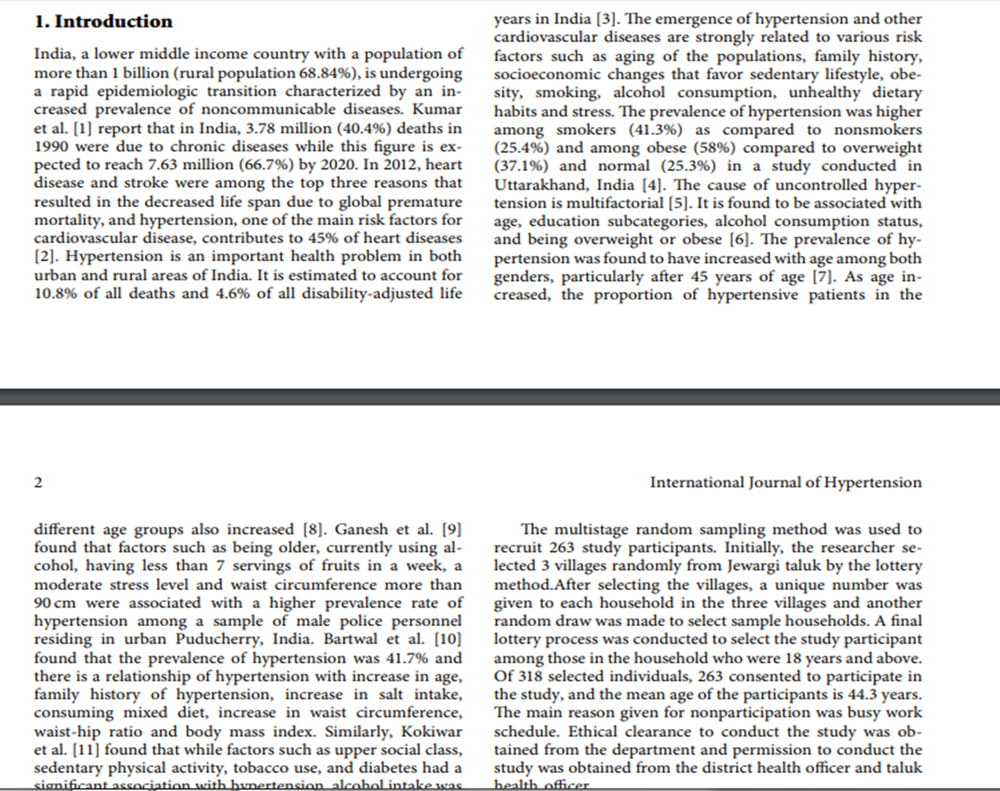 1. Introduction
India, a lower middle income country with a population of
more than 1 billion (rural population 68.84%), is undergoing
a rapid epidemiologic transition characterized by an in-
creased prevalence of noncommunicable diseases. Kumar
et al. [1] report that in India, 3.78 million (40.4%) deaths in
1990 were due to chronic diseases while this figure is ex-
pected to reach 7.63 million (66.7%) by 2020. In 2012, heart
disease and stroke were among the top three reasons that
resulted in the decreased life span due to global premature
mortality, and hypertension, one of the main risk factors for
cardiovascular disease, contributes to 45% of heart diseases
[2]. Hypertension is an important health problem in both
urban and rural areas of India. It is estimated to account for
10.8% of all deaths and 4.6% of all disability-adjusted life
years in India [3]. The emergence of hypertension and other
cardiovascular diseases are strongly related to various risk
factors such as aging of the populations, family history,
socioeconomic changes that favor sedentary lifestyle, obe-
sity, smoking, alcohol consumption, unhealthy dietary
habits and stress. The prevalence of hypertension was higher
among smokers (41.3%) as compared to nonsmokers
(25.4%) and among obese (58%) compared to overweight
(37.1%) and normal (25.3%) in a study conducted in
Uttarakhand, India [4]. The cause of uncontrolled hyper-
tension is multifactorial [5]. It is found to be associated with
age, education subcategories, alcohol consumption status,
and being overweight or obese [6]. The prevalence of hy-
pertension was found to have increased with age among both
genders, particularly after 45 years of age [7]. As age in-
creased, the proportion of hypertensive patients in the
2
International Journal of Hypertension
different age groups also increased [8]. Ganesh et al. [9]
found that factors such as being older, currently using al-
cohol, having less than 7 servings of fruits in a week, a
moderate stress level and waist circumference more than
90 cm were associated with a higher prevalence rate of
hypertension among a sample of male police personnel
residing in urban Puducherry, India. Bartwal et al. [10]
found that the prevalence of hypertension was 41.7% and
there is a relationship of hypertension with increase in age,
family history of hypertension, increase in salt intake,
consuming mixed diet, increase in waist circumference,
waist-hip ratio and body mass index. Similarly, Kokiwar
et al. [11] found that while factors such as upper social class,
sedentary physical activity, tobacco use, and diabetes had a
significant association with hypertension, alcohol intake was
The multistage random sampling method was used to
recruit 263 study participants. Initially, the researcher se-
lected 3 villages randomly from Jewargi taluk by the lottery
method.After selecting the villages, a unique number was
given to each household in the three villages and another
random draw was made to select sample households. A final
lottery process was conducted to select the study participant
among those in the household who were 18 years and above.
Of 318 selected individuals, 263 consented to participate in
the study, and the mean age of the participants is 44.3 years.
The main reason given for nonparticipation was busy work
schedule. Ethical clearance to conduct the study was ob-
tained from the department and permission to conduct the
study was obtained from the district health officer and taluk
health officer